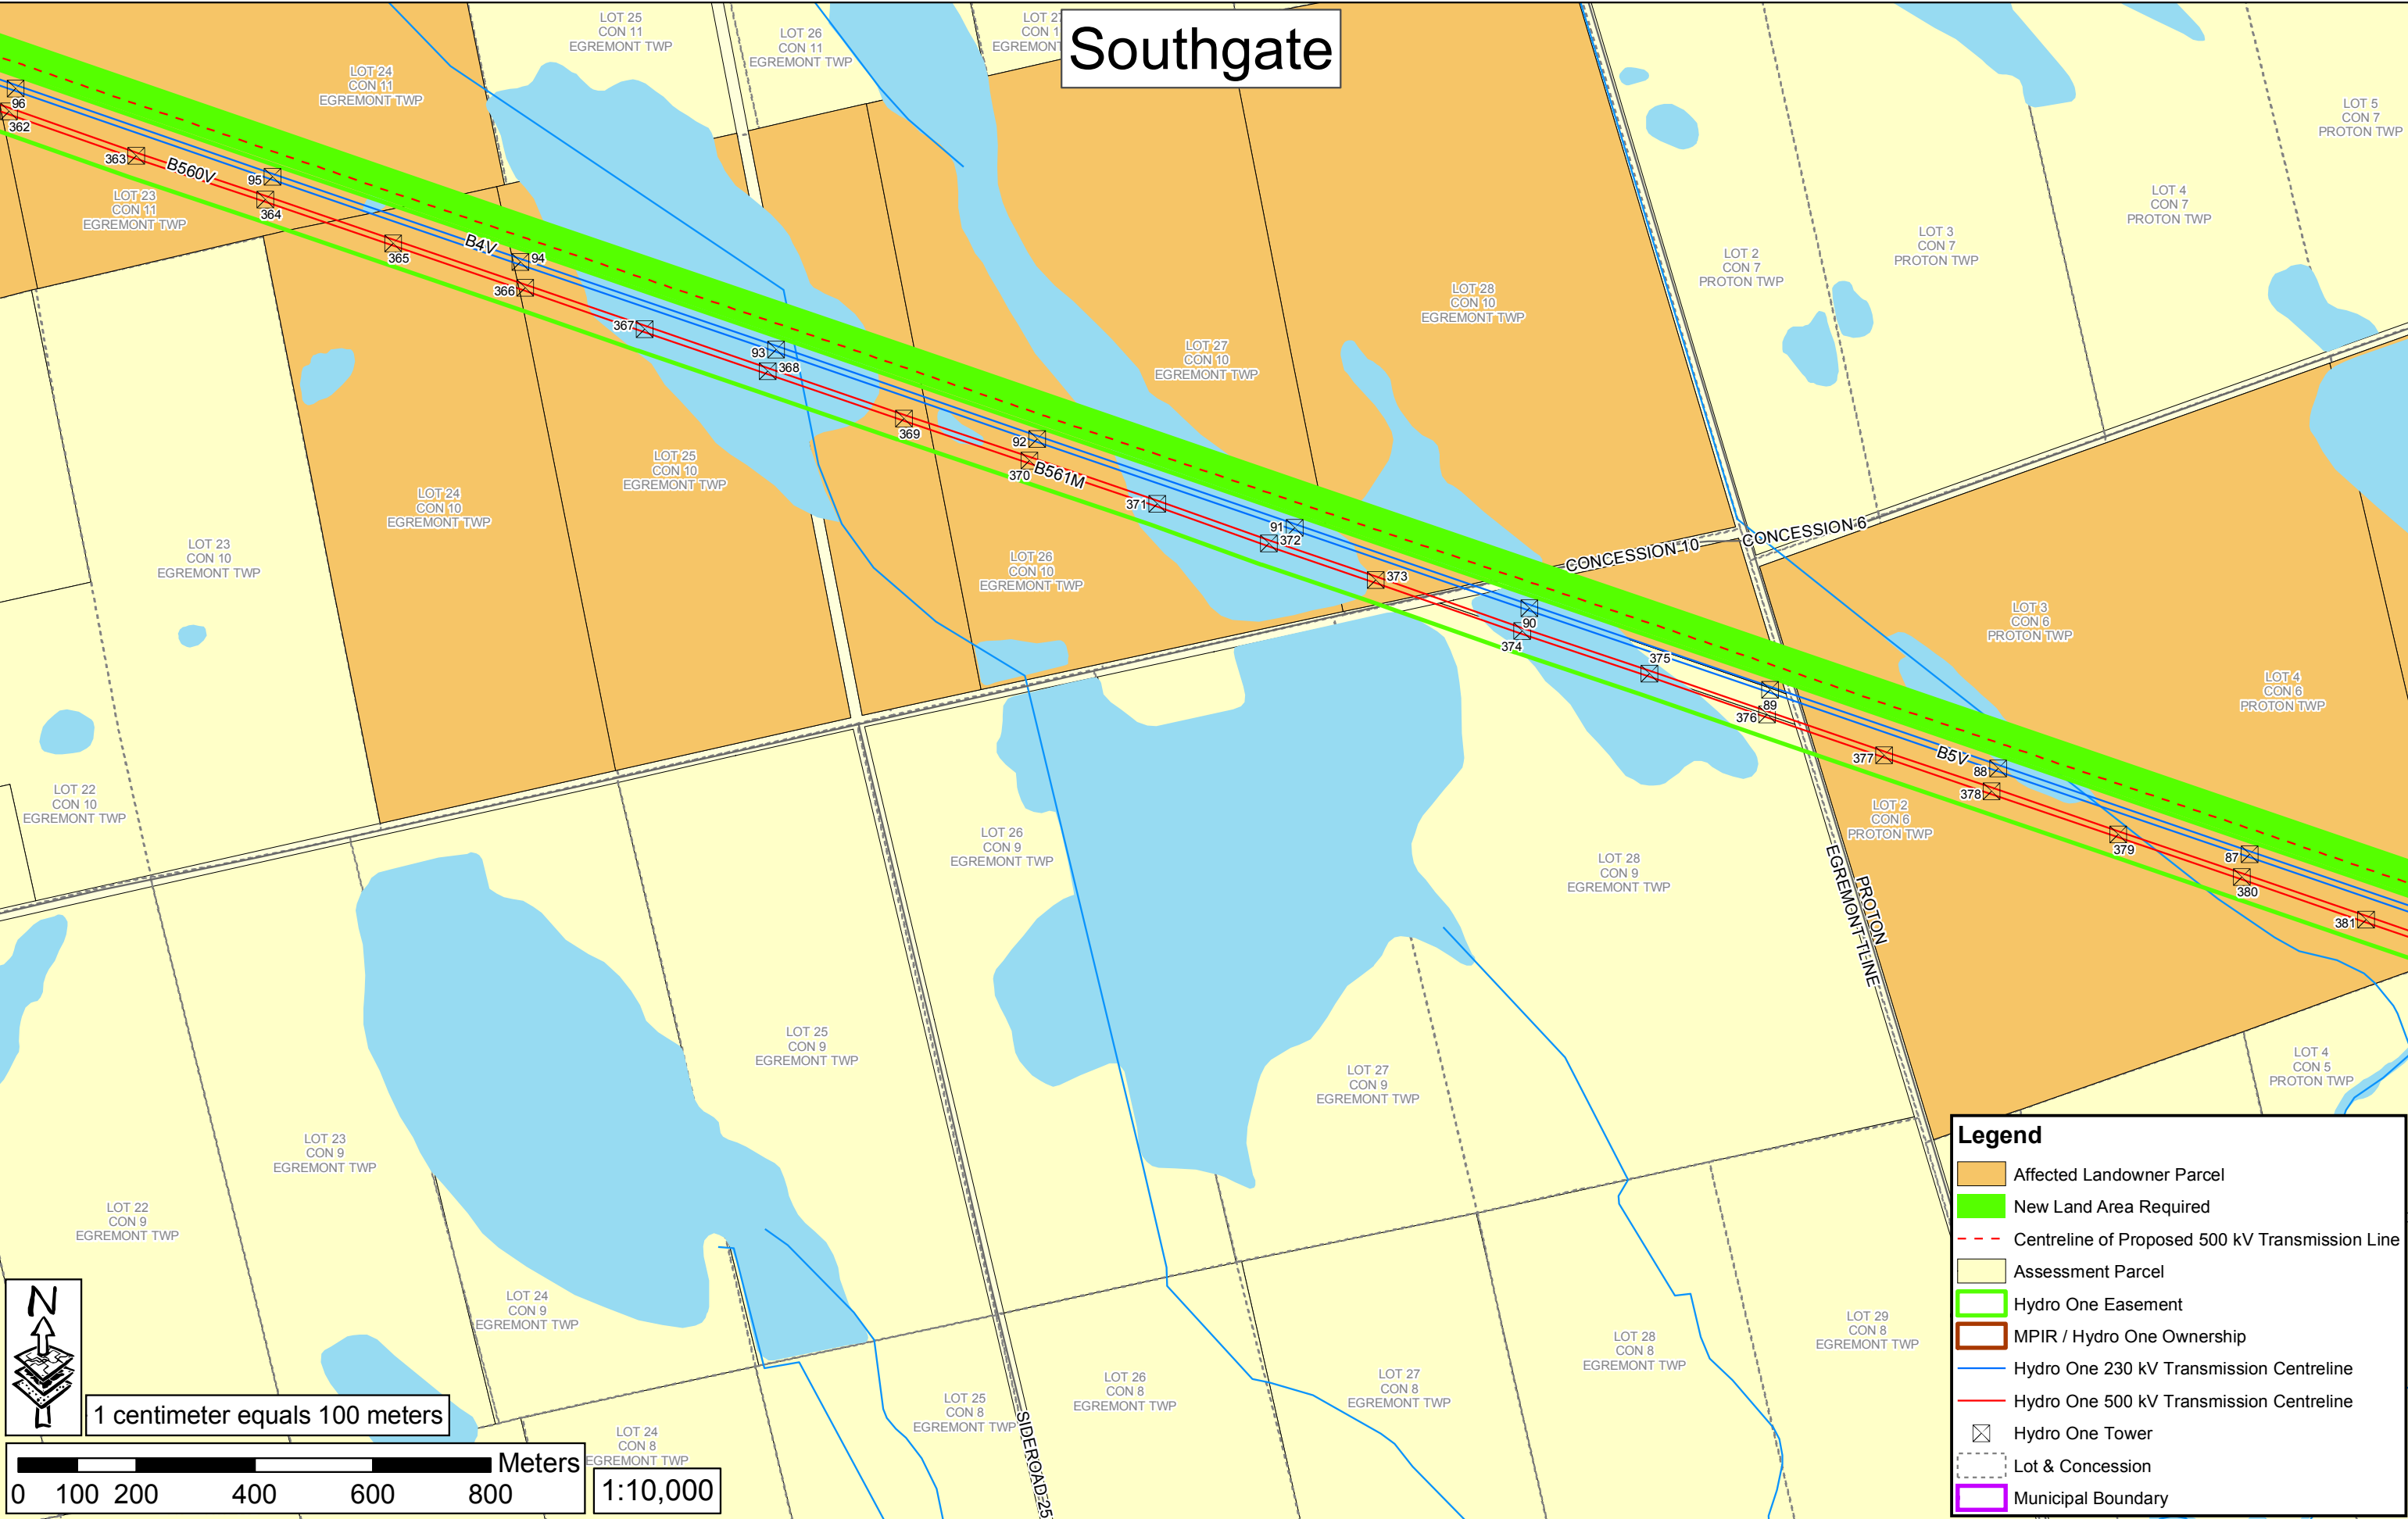 Southgate
LOT 25
CON 11
EGREMONT TWP
LOT 26
CON 11
EGREMONT TWP
LOT 27
CON 1
EGREMONT
LOT 24
CON 11
EGREMONT TWP
LOT 5
CON 7
PROTON TWP
96
362
363
B560V
95
364
LOT 23
CON 11
EGREMONT TWP
365
B4V
94
366
367
93
368
369
92
370
B561M
371
91
372
373
LOT 4
CON 7
PROTON TWP
LOT 3
CON 7
PROTON TWP
LOT 2
CON 7
PROTON TWP
LOT 28
CON 10
EGREMONT TWP
LOT 27
CON 10
EGREMONT TWP
LOT 25
CON 10
EGREMONT TWP
LOT 24
CON 10
EGREMONT TWP
LOT 23
CON 10
EGREMONT TWP
LOT 26
CON 10
EGREMONT TWP
CONCESSION 10
CONCESSION 6
90
374
375
89
376
377
B5V
88
378
379
87
380
381
LOT 3
CON 6
PROTON TWP
LOT 4
CON 6
PROTON TWP
LOT 2
CON 6
PROTON TWP
LOT 22
CON 10
EGREMONT TWP
LOT 26
CON 9
EGREMONT TWP
LOT 28
CON 9
EGREMONT TWP
PROTON
EGREMONT TLINE
LOT 25
CON 9
EGREMONT TWP
LOT 27
CON 9
EGREMONT TWP
LOT 4
CON 5
PROTON TWP
LOT 23
CON 9
EGREMONT TWP
LOT 22
CON 9
EGREMONT TWP
LOT 24
CON 9
EGREMONT TWP
LOT 28
CON 8
EGREMONT TWP
LOT 29
CON 8
EGREMONT TWP
LOT 26
CON 8
EGREMONT TWP
LOT 27
CON 8
EGREMONT TWP
LOT 25
CON 8
EGREMONT TWP
LOT 24
CON 8
EGREMONT TWP
SIDEROAD 25
N
1 centimeter equals 100 meters
Meters
0 100 200 400 600 800
1:10,000
Legend
Affected Landowner Parcel
New Land Area Required
Centreline of Proposed 500 kV Transmission Line
Assessment Parcel
Hydro One Easement
MPIR / Hydro One Ownership
Hydro One 230 kV Transmission Centreline
Hydro One 500 kV Transmission Centreline
Hydro One Tower
Lot & Concession
Municipal Boundary